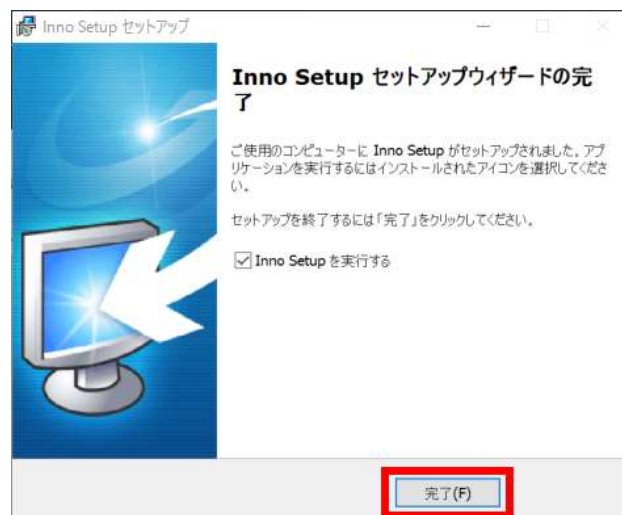 Inno Setup セットアップ
Inno Setup セットアップウィザードの完
了
ご使用のコンピューターに Inno Setup がセットアップされました。アプ
リケーションを実行するにはインストールされたアイコンを選択してくださ
い。
セットアップを終了するには「完了」をクリックしてください。
Inno Setup を実行する
完了(F)